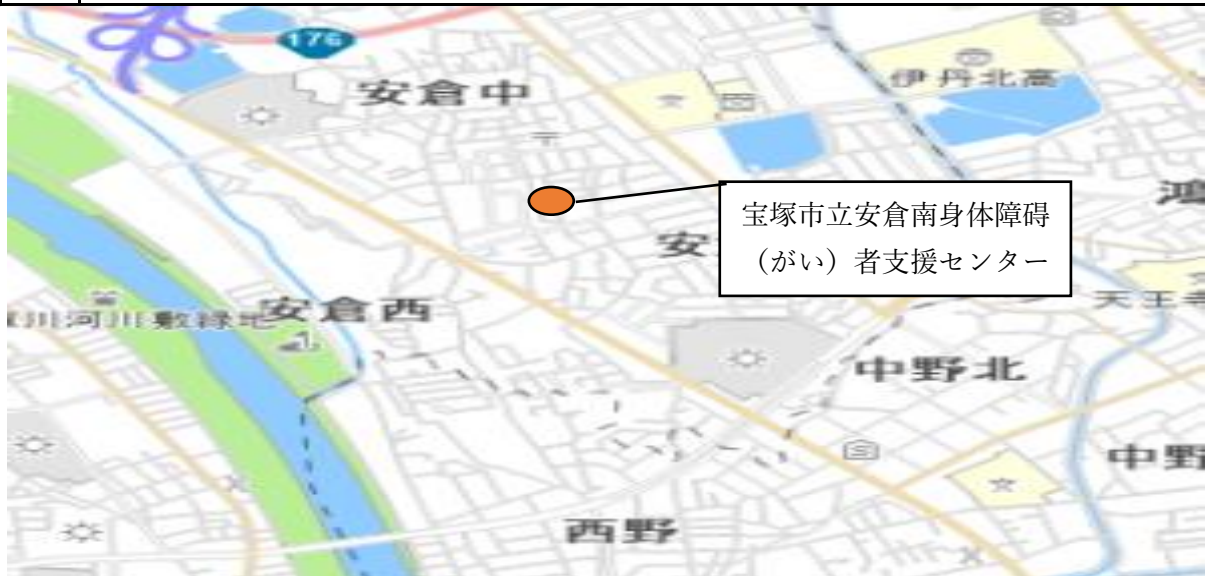 176
安倉中
伊丹北高
宝塚市立安倉南身体障碍
（がい）者支援センター
鴻
安
天王寺
安倉西
川河川敷緑地
中野北
中野
西野